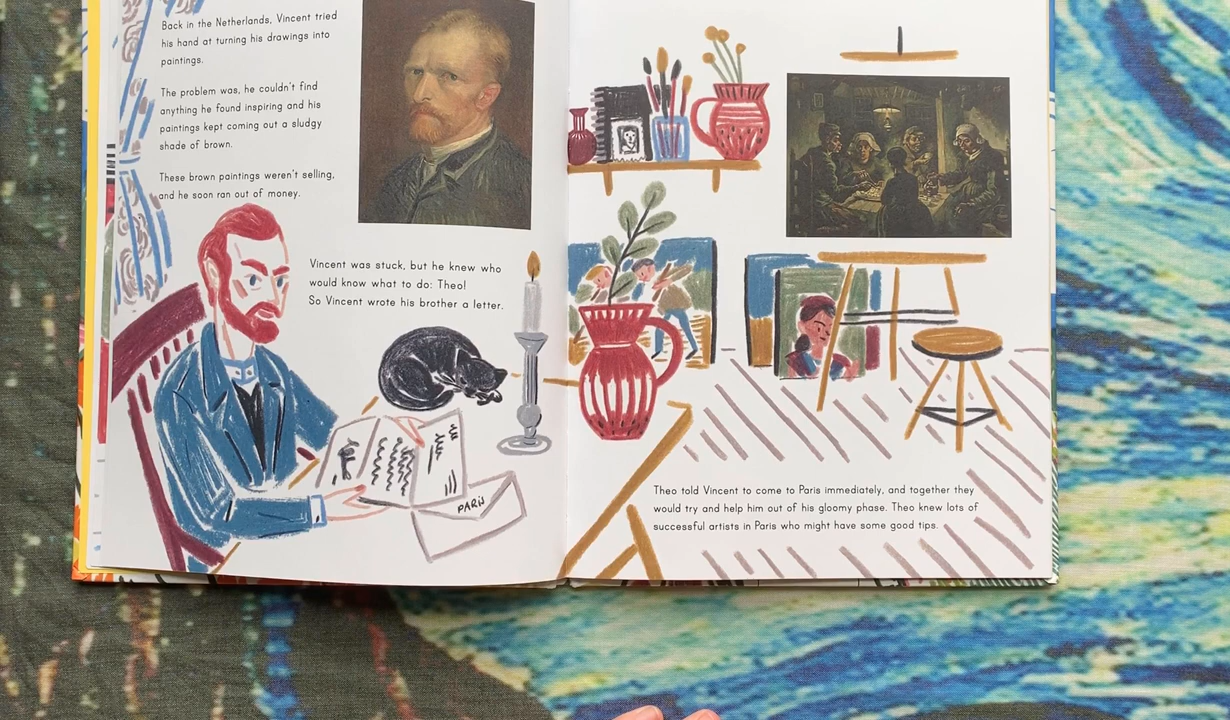 Back in the Netherlands, Vincent tried
his hand at turning his drawings into
paintings.
The problem was, he couldn't find
anything he found inspiring and his
paintings kept coming out a sludgy
shade of brown.
These brown paintings weren't selling,
and he soon ran out of money.
Vincent was stuck, but he knew who
would know what to do: Theo!
So Vincent wrote his brother a letter.
PARIS
Theo told Vincent to come to Paris immediately, and together they
would try and help him out of his gloomy phase. Theo knew lots of
successful artists in Paris who might have some good tips.